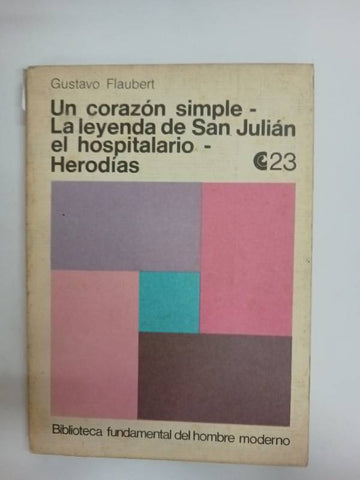 Gustavo Flaubert
Un corazón simple -
La leyenda de San Julián
el hospitalario -
Herodías
23
Biblioteca fundamental del hombre moderno